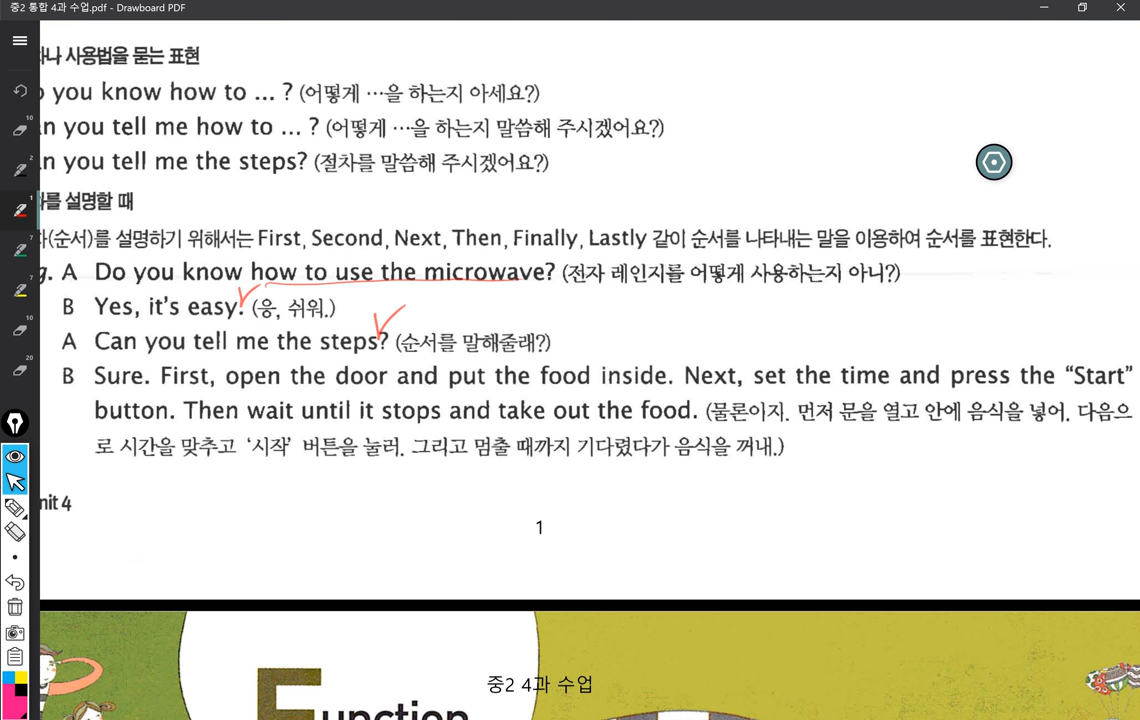 중2 통합 4과 수업.pdf - Drawboard PDF
사용법을 묻는 표현
you know how to ... ? (어떻게 …을 하는지 아세요?)
you tell me how to ... ? (어떻게 …을 하는지 말씀해 주시겠어요?)
you tell me the steps? (절차를 말씀해 주시겠어요?)
설명할 때
(순서)를 설명하기 위해서는 First, Second, Next, Then, Finally, Lastly 같이 순서를 나타내는 말을 이용하여 순서를 표현한다.
A Do you know how to use the microwave? (전자 레인지를 어떻게 사용하는지 아니?)
B Yes, it's easy. (응, 쉬워.)
A Can you tell me the steps? (순서를 말해줄래?)
B Sure. First, open the door and put the food inside. Next, set the time and press the “Start”
button. Then wait until it stops and take out the food. (물론이지. 먼저 문을 열고 안에 음식을 넣어. 다음으
로 시간을 맞추고 ‘시작’ 버튼을 눌러. 그리고 멈출 때까지 기다렸다가 음식을 꺼내.)
nit 4
1
중2 4과 수업
Function
10
2
1
7
7
10
20